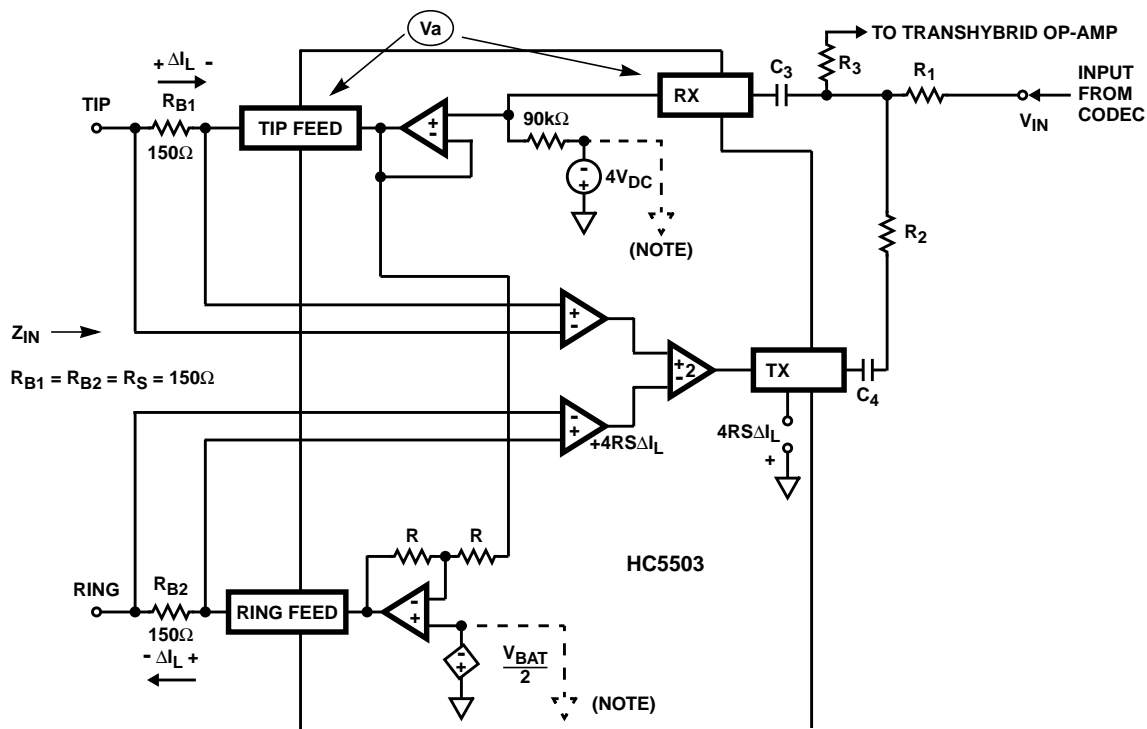 Va
TO TRANSHYBRID OP-AMP
+ ΔIL -
C3
R3
R1
INPUT
FROM
CODEC
TIP
RB1
TIP FEED
RX
90kΩ
VIN
150Ω
+
-
-
+
4VDC
(NOTE)
R2
ZIN
+
-
RB1 = RB2 = RS = 150Ω
+
-
2
TX
C4
-
+
+4RSΔIL
4RSΔIL
+
R
R
HC5503
RING
RB2
RING FEED
-
+
150Ω
-
+
VBAT
2
- ΔIL +
(NOTE)